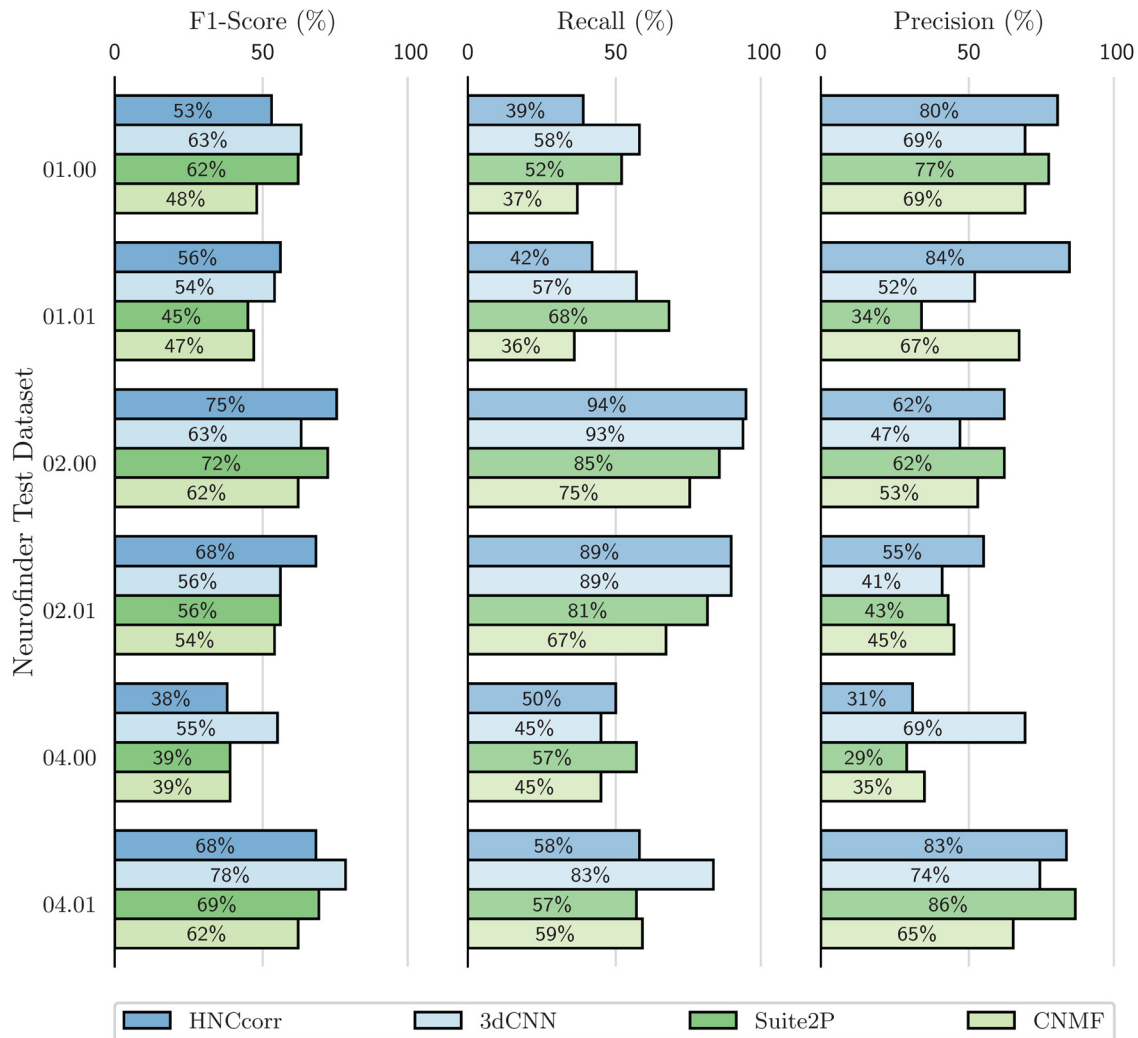 F1-Score (%) Recall (%) Precision (%)
0 50 100 0 50 100 0 50 100
Neurofinder Test Dataset
53% 39% 80%
63% 58% 69%
01.00
62% 52% 77%
48% 37% 69%
56% 42% 84%
54% 57% 52%
01.01
45% 68% 34%
47% 36% 67%
75% 94% 62%
63% 93% 47%
02.00
72% 85% 62%
62% 75% 53%
68% 89% 55%
56% 89% 41%
02.01
56% 81% 43%
54% 67% 45%
38% 50% 31%
55% 45% 69%
04.00
39% 57% 29%
39% 45% 35%
68% 58% 83%
78% 83% 74%
04.01
69% 57% 86%
62% 59% 65%
HNCcorr 3dCNN Suite2P CNMF